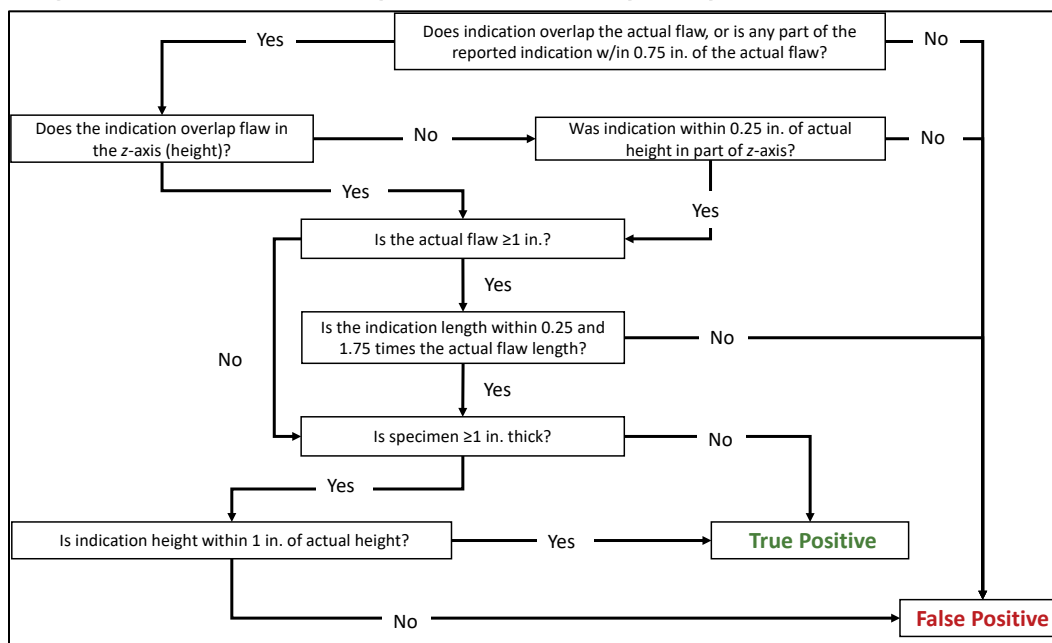 Does indication overlap the actual flaw, or is any part of the
reported indication w/in 0.75 in. of the actual flaw?
Yes
No
Does the indication overlap flaw in
the z-axis (height)?
No
Was indication within 0.25 in. of actual
height in part of z-axis?
No
Yes
Yes
Is the actual flaw ≥1 in.?
Yes
Is the indication length within 0.25 and
1.75 times the actual flaw length?
No
No
Yes
Is specimen ≥1 in. thick?
No
Yes
Is indication height within 1 in. of actual height?
Yes
True Positive
No
False Positive